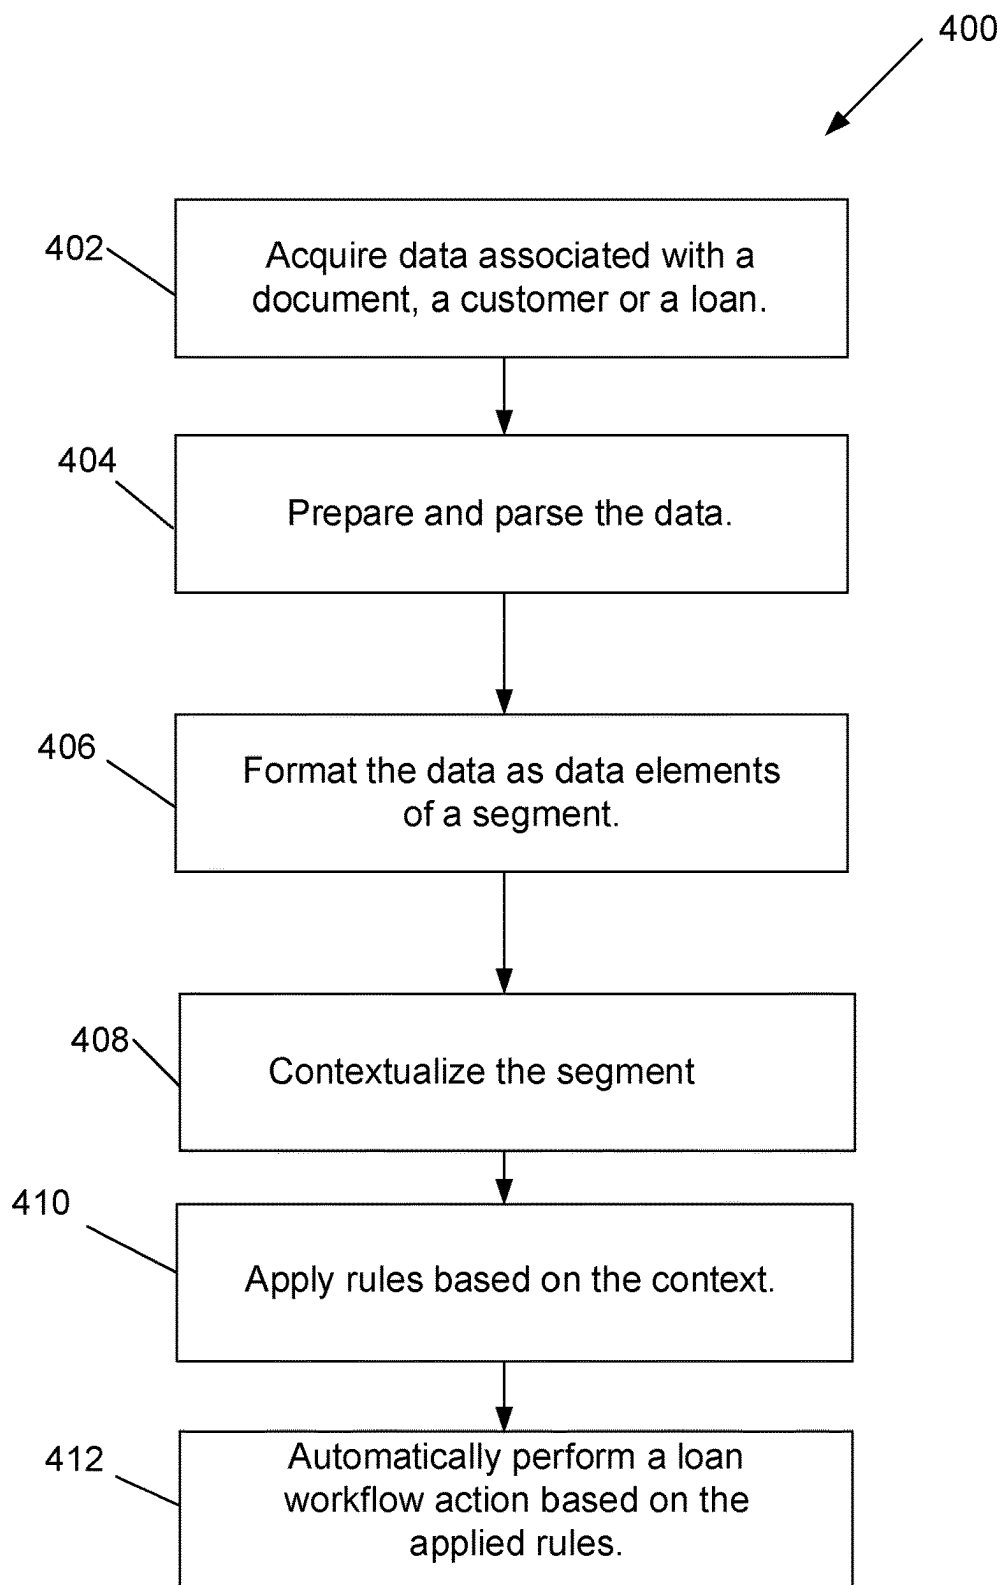 400
402
Acquire data associated with a
document, a customer or a loan.
404
Prepare and parse the data.
406
Format the data as data elements
of a segment.
408
Contextualize the segment
410
Apply rules based on the context.
412
Automatically perform a loan
workflow action based on the
applied rules.